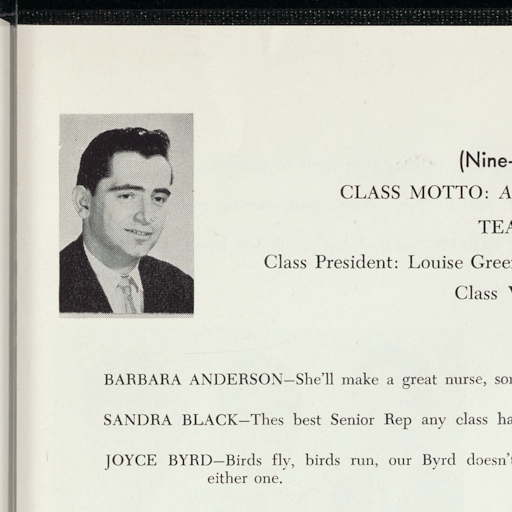 (Nine-
CLASS MOTTO: A
TEA
Class President: Louise Gree
Class V
BARBARA ANDERSON—She'll make a great nurse, so
SANDRA BLACK—Thes best Senior Rep any class ha
JOYCE BYRD—Birds fly, birds run, our Byrd doesn't
either one.